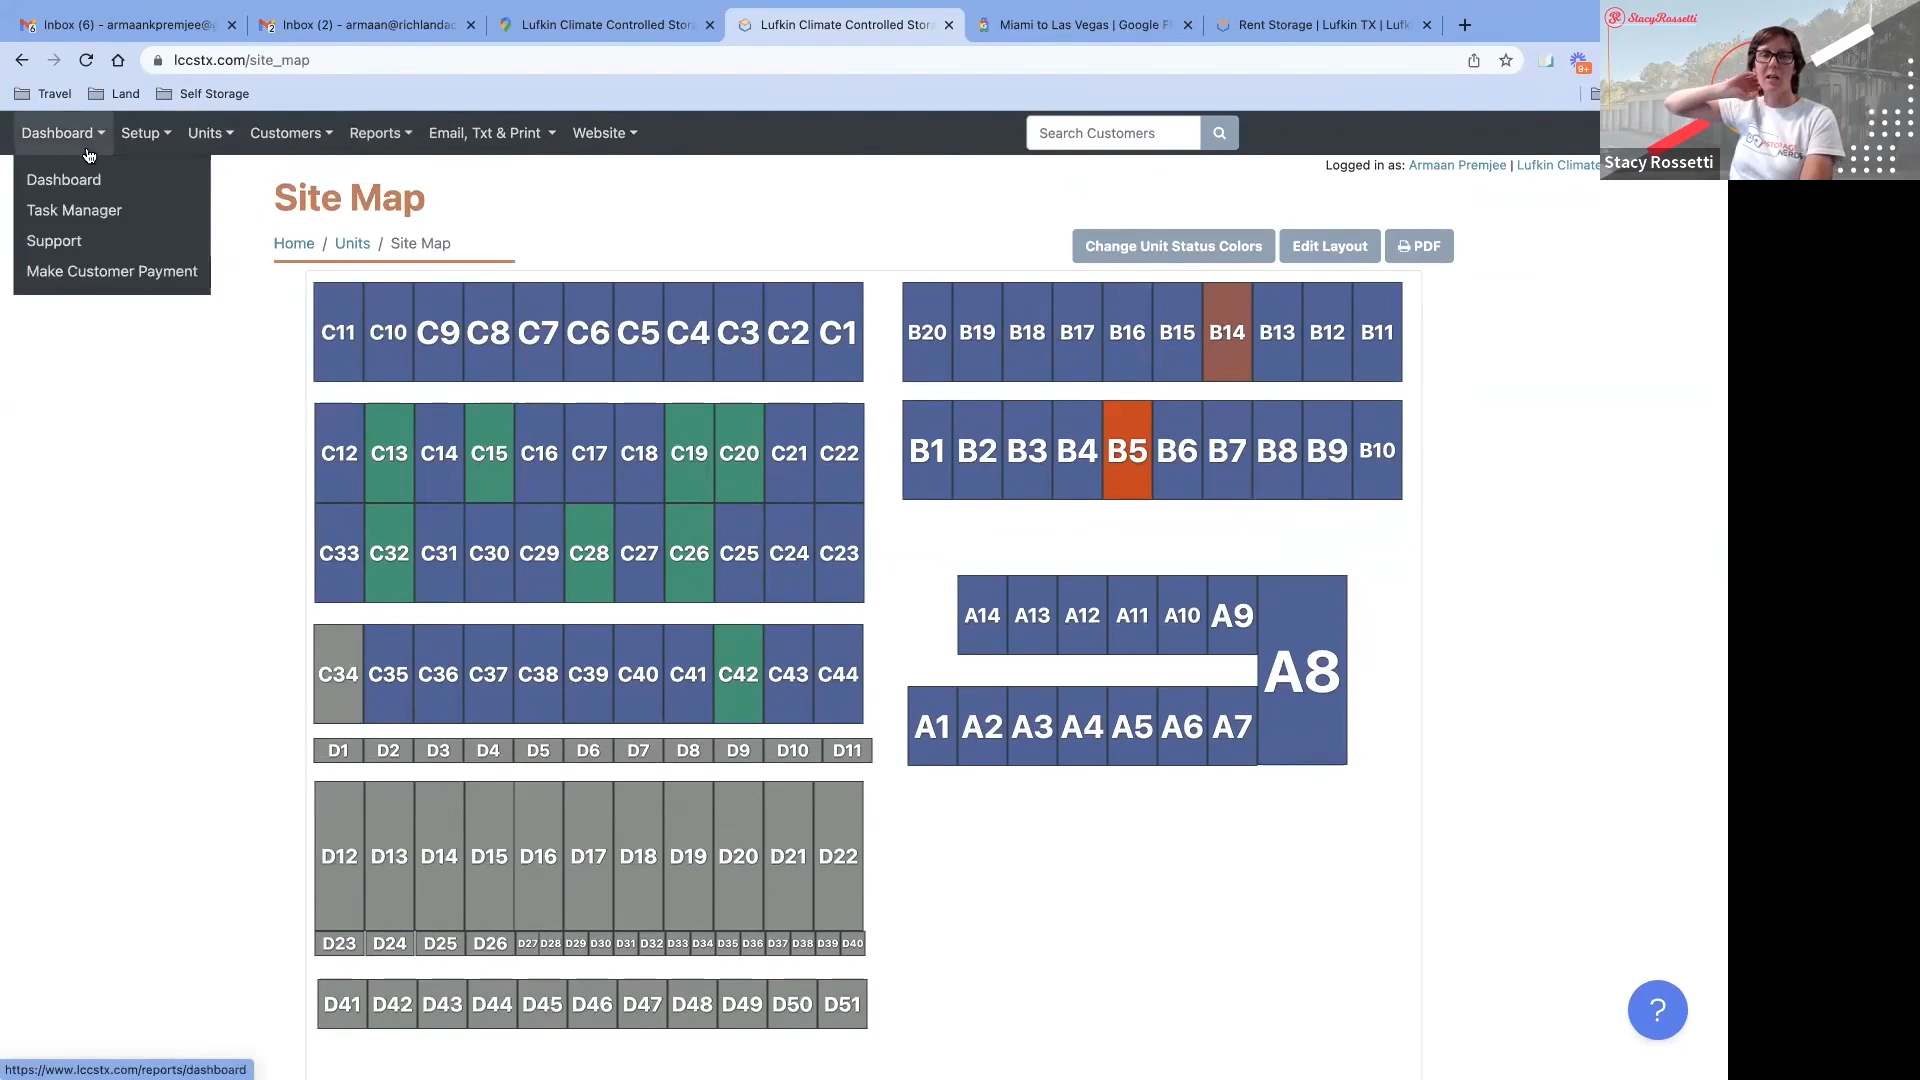 Inbox (6) - armaankpremjee@g
Inbox (2) - armaan@richlandac
Lufkin Climate Controlled Stor
Lufkin Climate Controlled Stora
Miami to Las Vegas | Google F
Rent Storage | Lufkin TX | Lufk
lccstx.com/site_map
9+
Travel
Land
Self Storage
StacyRossetti
STORAGE
NERD
Stacy Rossetti
Dashboard
Setup
Units
Customers
Reports
Email, Txt & Print
Website
Search Customers
Dashboard
Task Manager
Support
Make Customer Payment
Logged in as: Armaan Premjee | Lufkin Climate
Site Map
Home / Units / Site Map
Change Unit Status Colors
Edit Layout
PDF
C11 C10 C9 C8 C7 C6 C5 C4 C3 C2 C1
B20 B19 B18 B17 B16 B15 B14 B13 B12 B11
C12 C13 C14 C15 C16 C17 C18 C19 C20 C21 C22
B1 B2 B3 B4 B5 B6 B7 B8 B9 B10
C33 C32 C31 C30 C29 C28 C27 C26 C25 C24 C23
A14 A13 A12 A11 A10 A9
A8
C34 C35 C36 C37 C38 C39 C40 C41 C42 C43 C44
A1 A2 A3 A4 A5 A6 A7
D1 D2 D3 D4 D5 D6 D7 D8 D9 D10 D11
D12 D13 D14 D15 D16 D17 D18 D19 D20 D21 D22
D23 D24 D25 D26 D27 D28 D29 D30 D31 D32 D33 D34 D35 D36 D37 D38 D39 D40
D41 D42 D43 D44 D45 D46 D47 D48 D49 D50 D51
?
https://www.lccstx.com/reports/dashboard